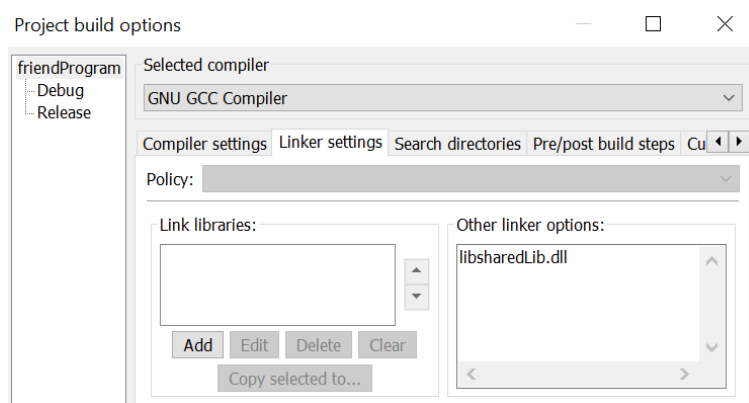 Project build options
friendProgram
Debug
Release
Selected compiler
GNU GCC Compiler
Compiler settings Linker settings Search directories Pre/post build steps Cu
Policy:
Link libraries:
Add Edit Delete Clear
Copy selected to...
Other linker options:
libsharedLib.dll